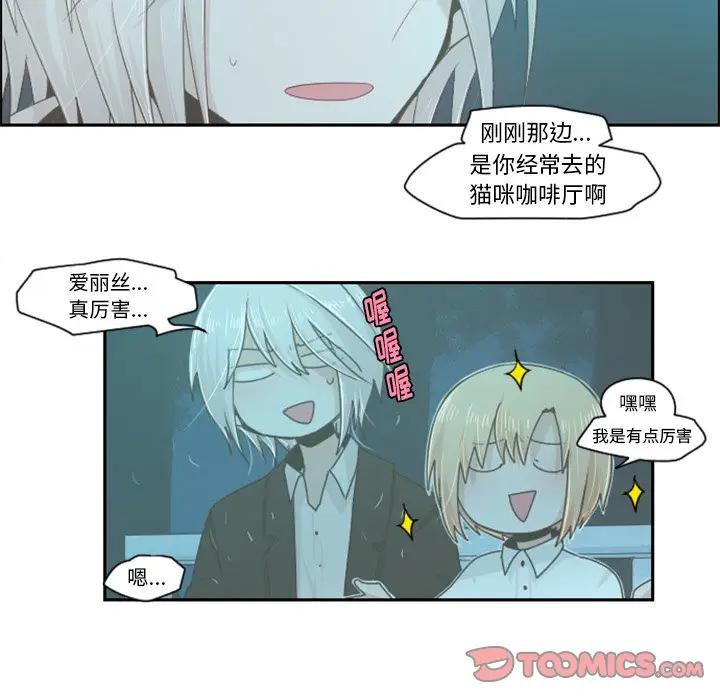 刚刚那边...
是你经常去的
猫咪咖啡厅啊
爱丽丝...
真厉害...
喔
喔
喔
嘿嘿
我是有点厉害
嗯...
TOOMICS.COM